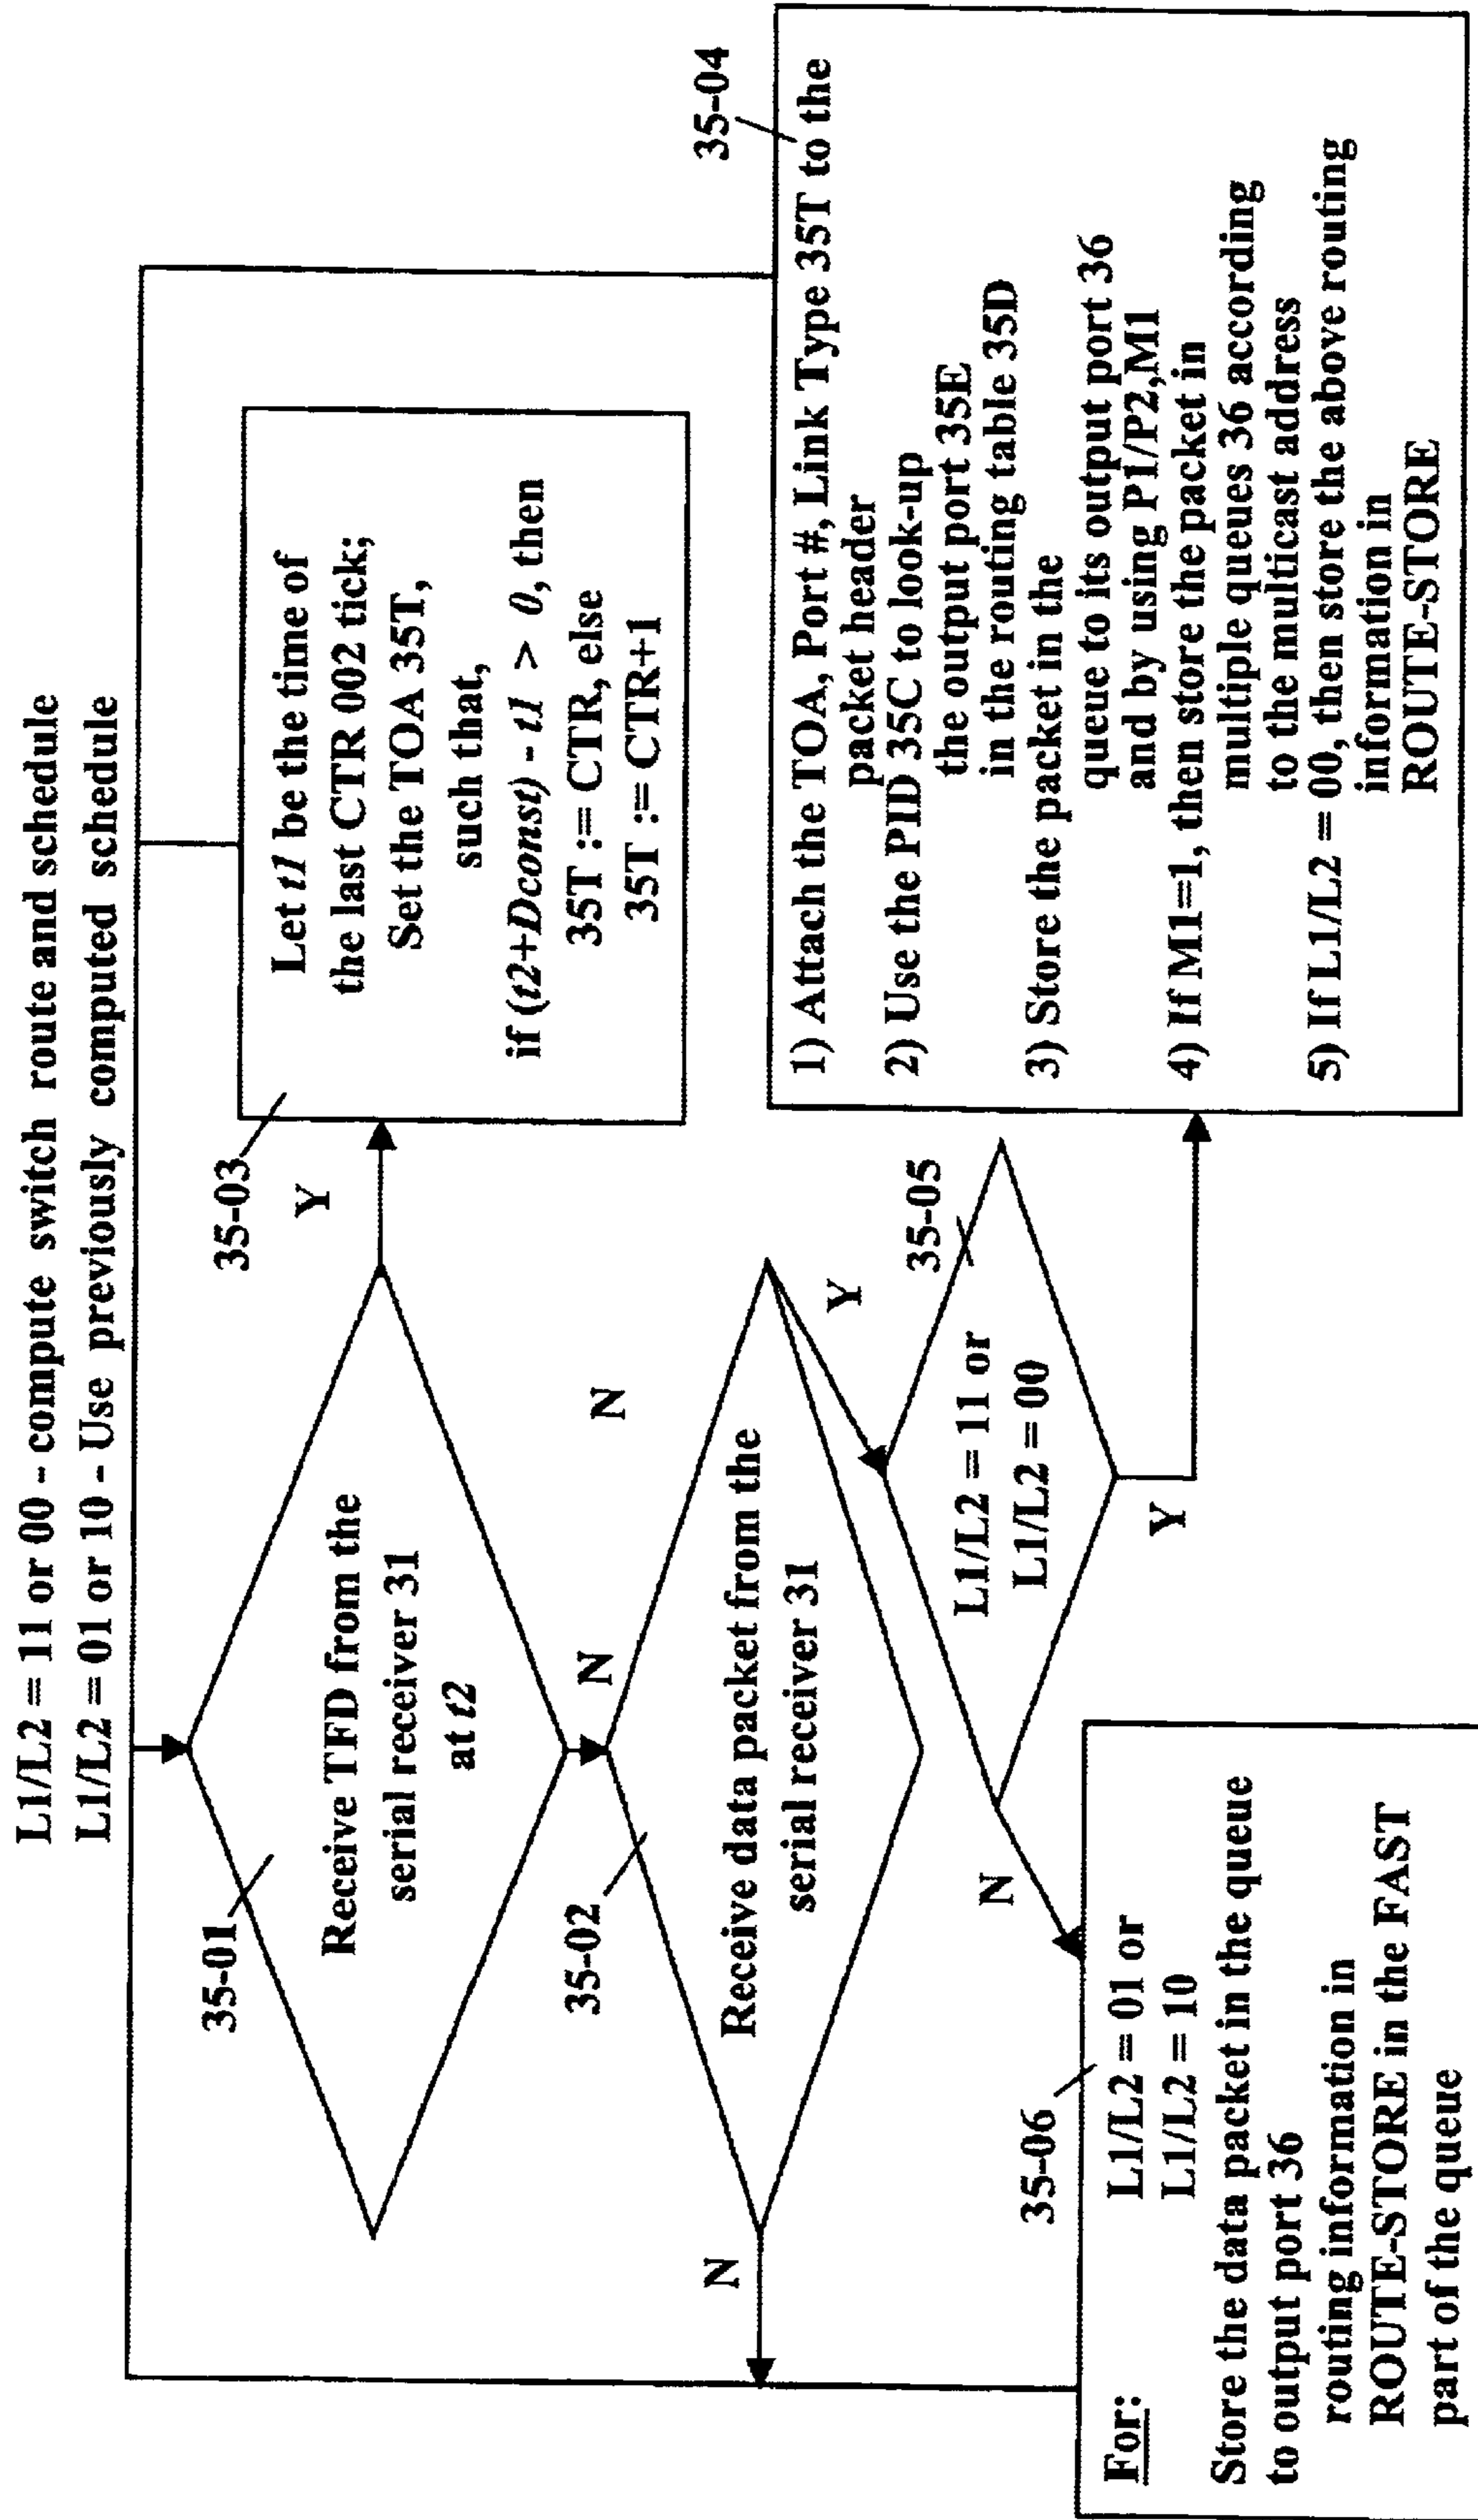 L1/L2 = 11 or 00 - compute switch route and schedule
L1/L2 = 01 or 10 - Use previously computed schedule
35-01
Receive TFD from the
serial receiver 31
at t2
Y
N
35-03
Let t1 be the time of
the last CTR 002 tick;
Set the TOA 35T,
such that,
if (t2+Dconst) - t1 > 0, then
35T := CTR, else
35T := CTR+1
35-02
Receive data packet from the
serial receiver 31
N
N
Y
35-05
L1/L2 = 11 or
L1/L2 = 00
N
Y
35-04
1) Attach the TOA, Port #, Link Type 35T to the
packet header
2) Use the PID 35C to look-up
the output port 35E
in the routing table 35D
3) Store the packet in the
queue to its output port 36
and by using P1/P2,M1
4) If M1=1, then store the packet in
multiple queues 36 according
to the multicast address
5) If L1/L2 = 00, then store the above routing
information in
ROUTE-STORE
35-06
For:
L1/L2 = 01 or
L1/L2 = 10
Store the data packet in the queue
to output port 36
routing information in
ROUTE-STORE in the FAST
part of the queue